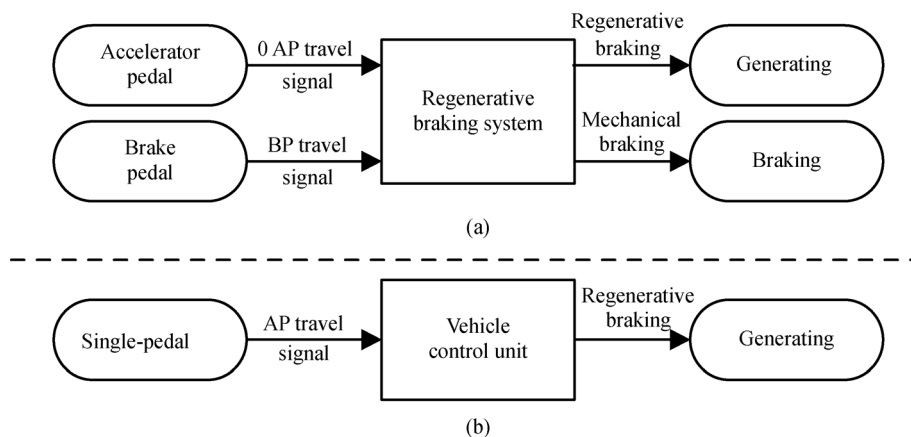 Accelerator
pedal
0 AP travel
signal
Regenerative
braking system
Regenerative
braking
Generating
Brake
pedal
BP travel
signal
Mechanical
braking
Braking
(a)
Single-pedal
AP travel
signal
Vehicle
control unit
Regenerative
braking
Generating
(b)